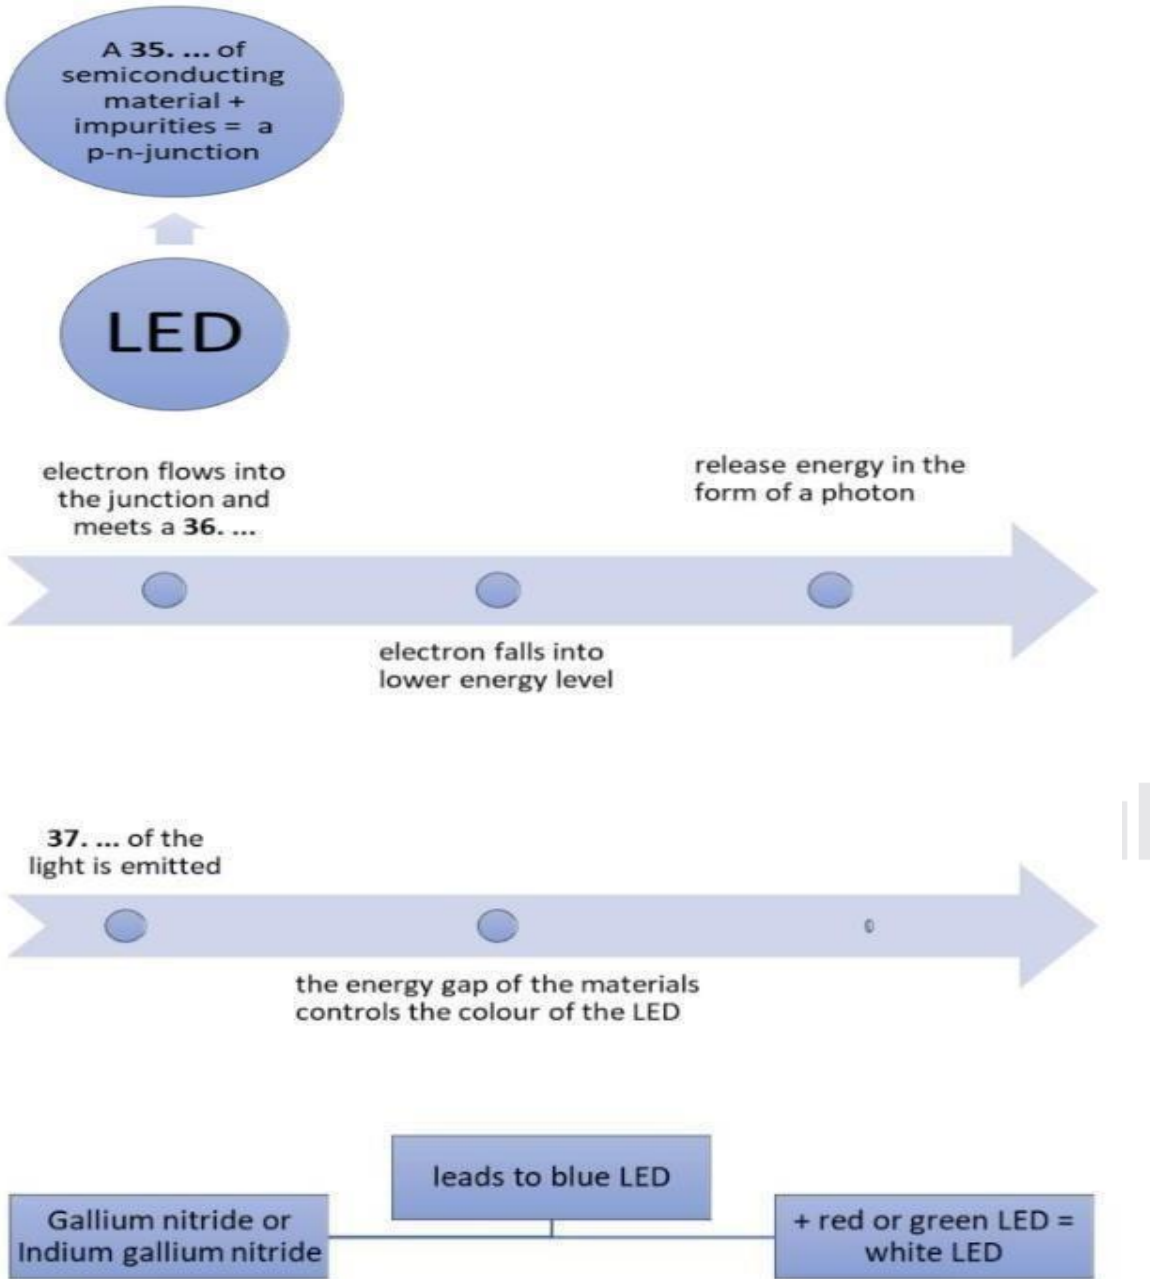 A 35. ... of
semiconducting
material +
impurities = a
p-n-junction
LED
electron flows into
the junction and
meets a 36. ...
release energy in the
form of a photon
electron falls into
lower energy level
37. ... of the
light is emitted
the energy gap of the materials
controls the colour of the LED
leads to blue LED
Gallium nitride or
Indium gallium nitride
+ red or green LED =
white LED